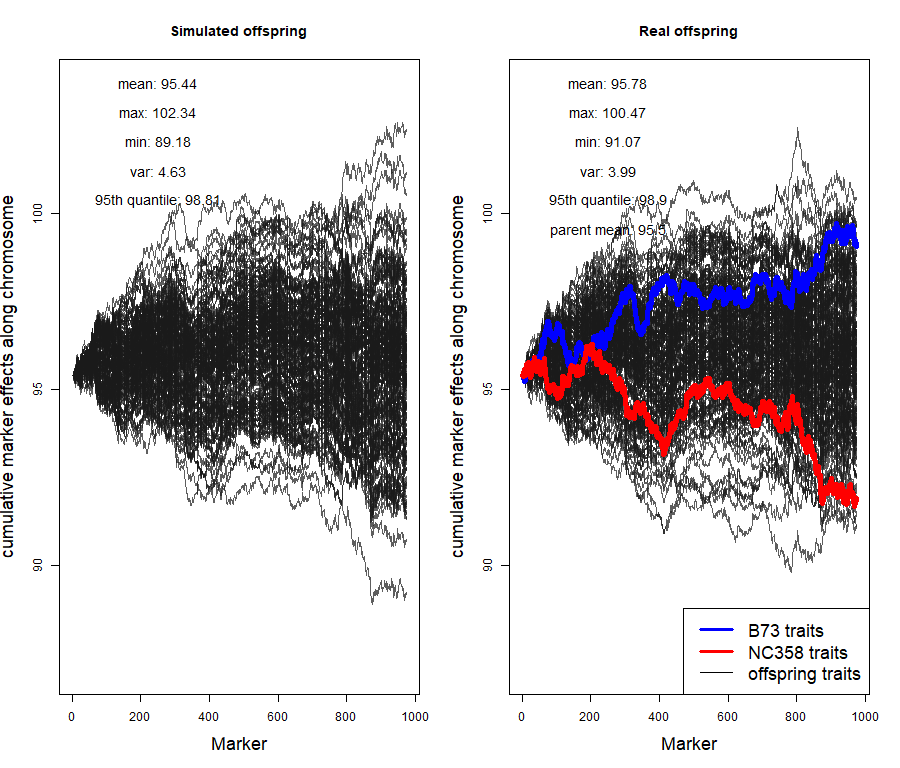 Simulated offspring
mean: 95.44
max: 102.34
min: 89.18
var: 4.63
95th quantile: 98.81
cumulative marker effects along chromosome
100
95
90
0 200 400 600 800 1000
Marker
Real offspring
mean: 95.78
max: 100.47
min: 91.07
var: 3.99
95th quantile: 98.9
parent mean: 95.5
cumulative marker effects along chromosome
100
95
90
B73 traits
NC358 traits
offspring traits
0 200 400 600 800 1000
Marker